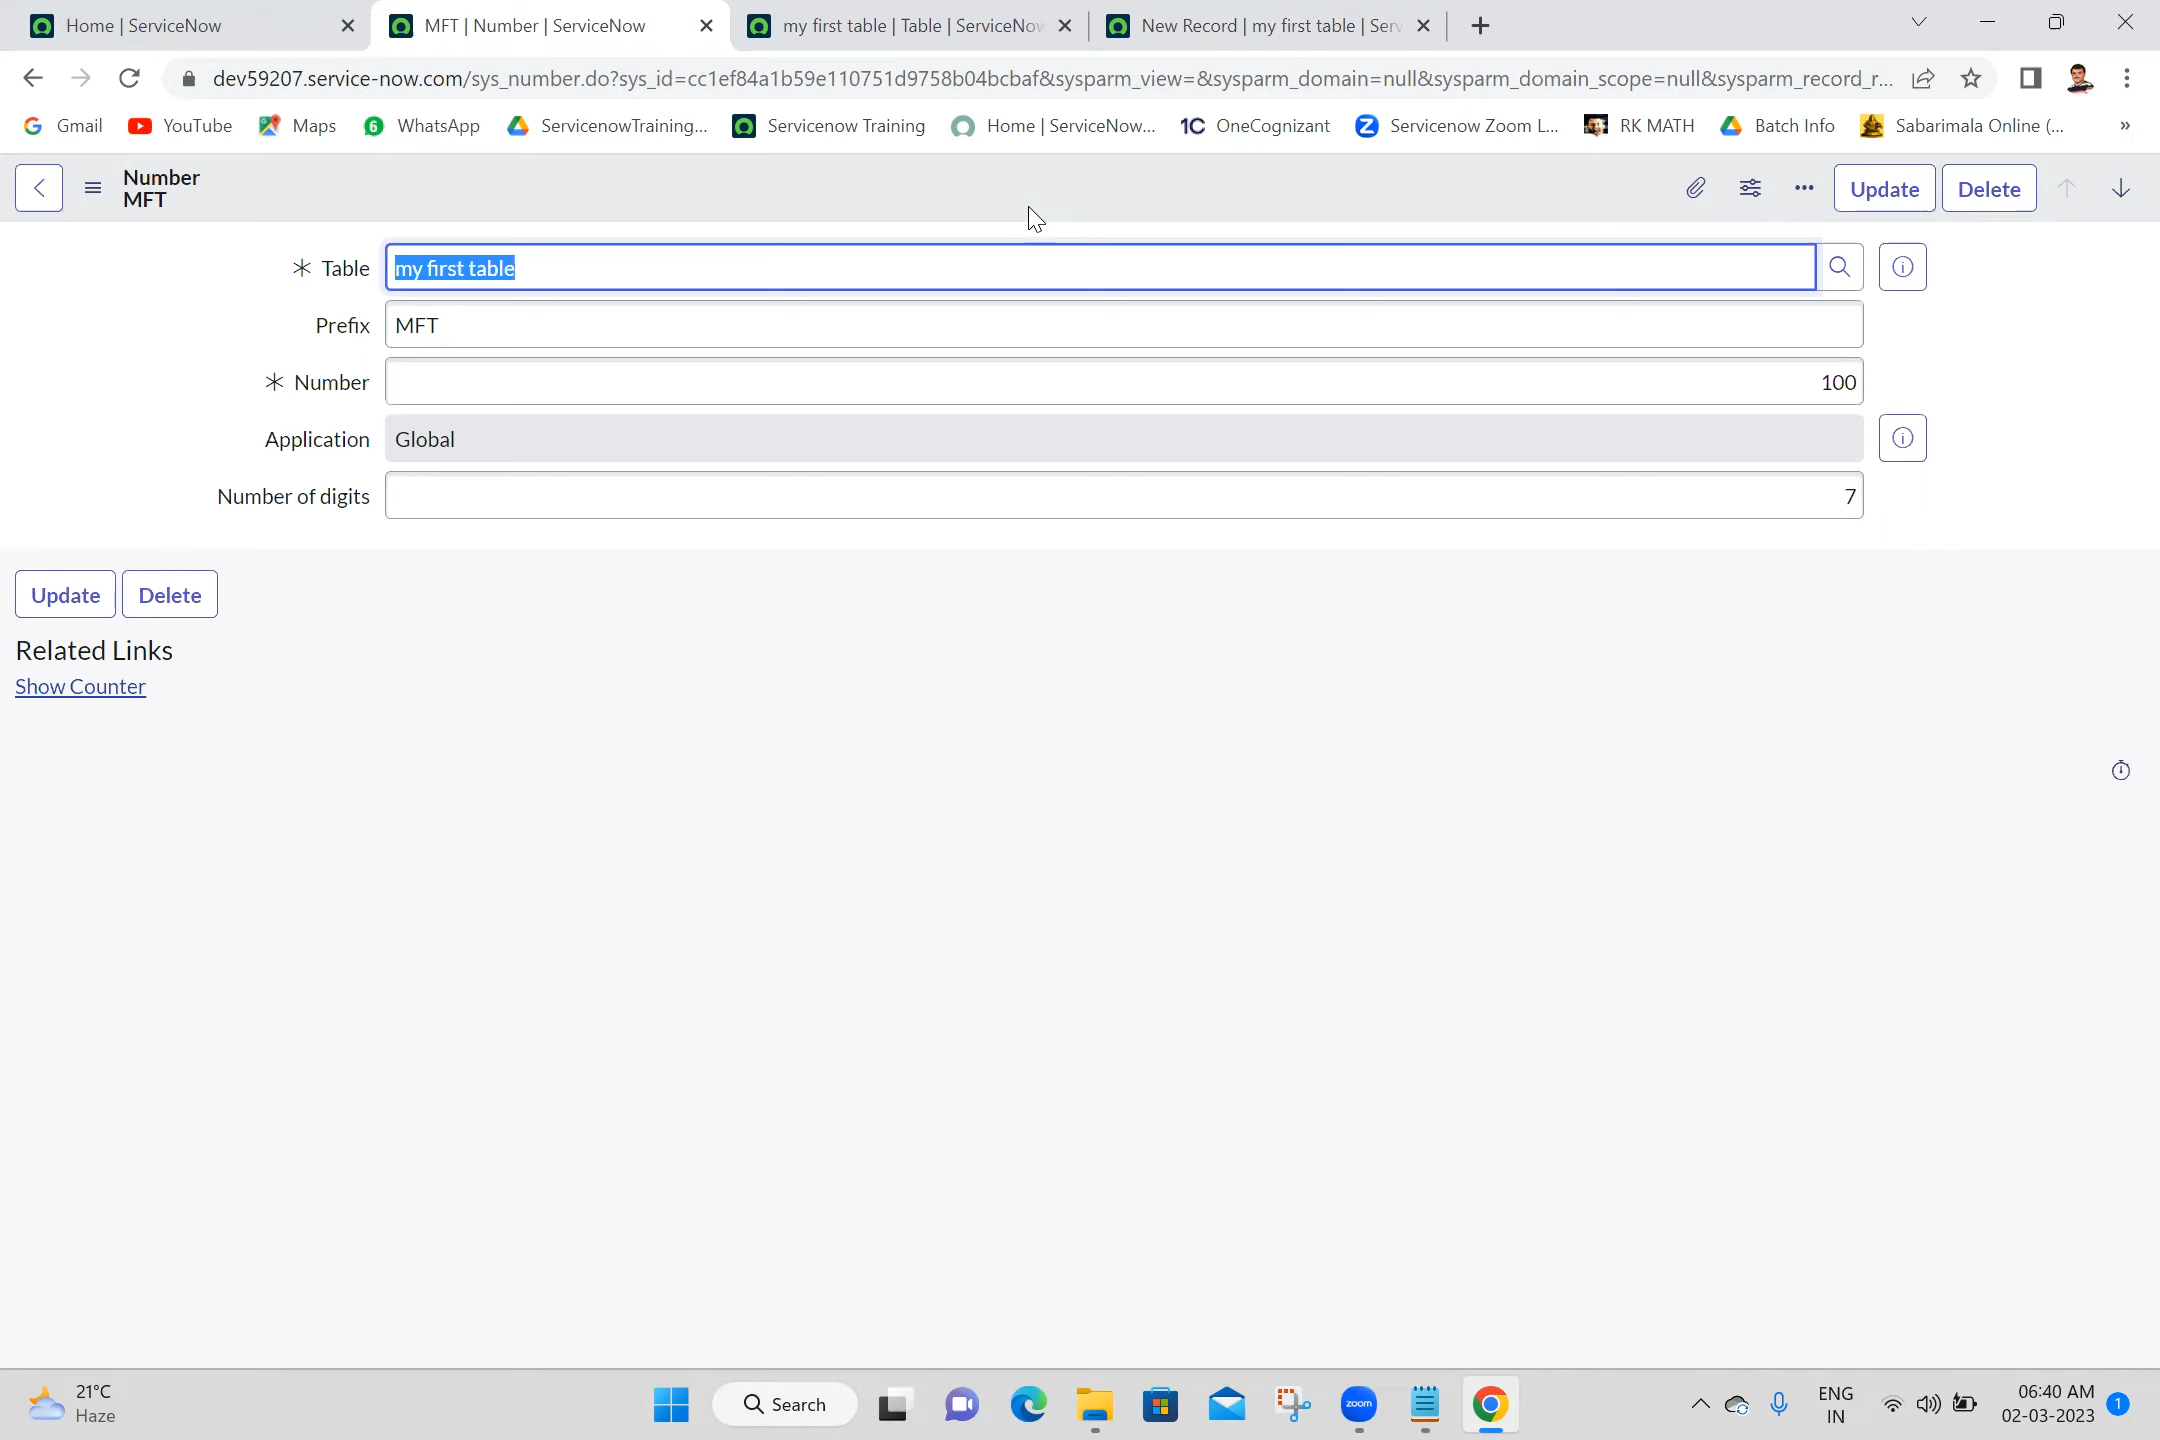 Home | ServiceNow
MFT | Number | ServiceNow
my first table | Table | ServiceNow
New Record | my first table | Serv
dev59207.service-now.com/sys_number.do?sys_id=cc1ef84a1b59e110751d9758b04bcbaf&sysparm_view=&sysparm_domain=null&sysparm_domain_scope=null&sysparm_record_r...
Gmail
YouTube
Maps
6 WhatsApp
ServicenowTraining...
Servicenow Training
Home | ServiceNow...
1C OneCognizant
Z Servicenow Zoom L...
RK MATH
Batch Info
Sabarimala Online (...
»
Number
MFT
Update
Delete
* Table my first table
Prefix MFT
* Number 100
Application Global
Number of digits 7
Update Delete
Related Links
Show Counter
21°C
Haze
Search
zoom
ENG
IN
06:40 AM
02-03-2023
1